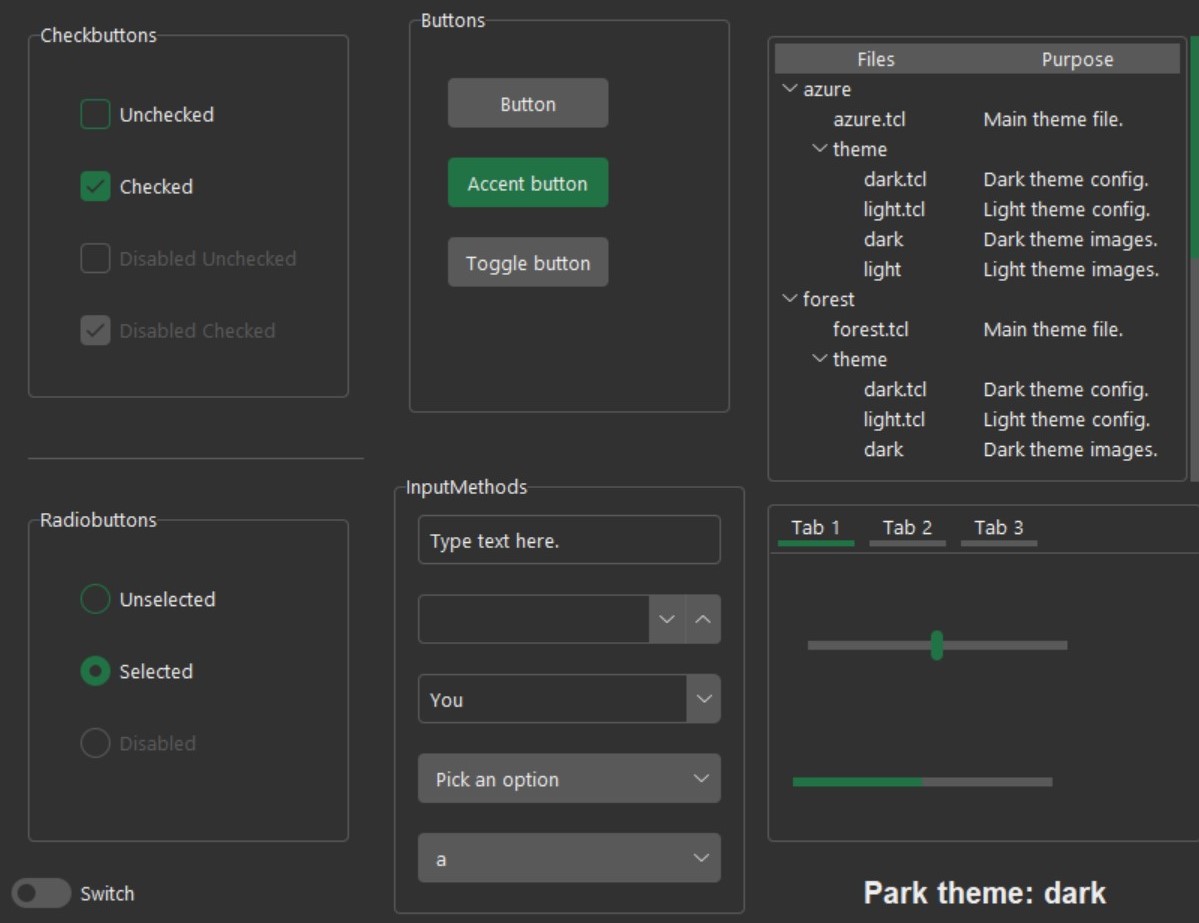 Checkbuttons
Unchecked
Checked
Disabled Unchecked
Disabled Checked
Radiobuttons
Unselected
Selected
Disabled
Switch
Buttons
Button
Accent button
Toggle button
InputMethods
Type text here.
You
Pick an option
a
Files Purpose
azure
azure.tcl Main theme file.
theme
dark.tcl Dark theme config.
light.tcl Light theme config.
dark Dark theme images.
light Light theme images.
forest
forest.tcl Main theme file.
theme
dark.tcl Dark theme config.
light.tcl Light theme config.
dark Dark theme images.
Tab 1 Tab 2 Tab 3
Park theme: dark